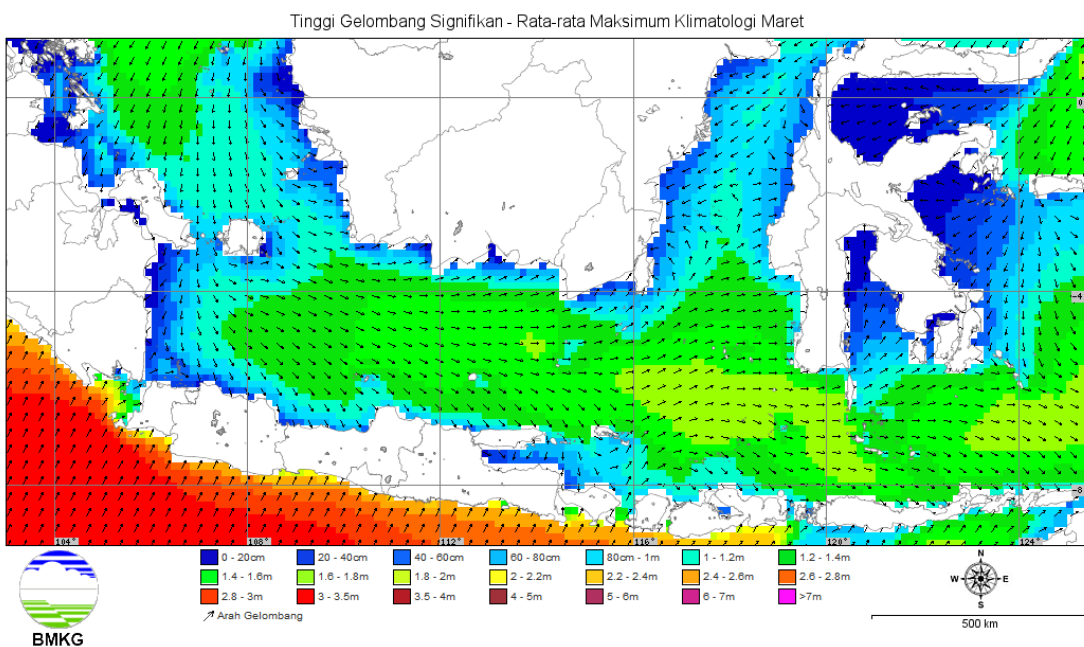 Tinggi Gelombang Signifikan - Rata-rata Maksimum Klimatologi Maret
0
-4
-8
104° 108° 112° 116° 120° 124°
0 - 20cm 20 - 40cm 40 - 60cm 60 - 80cm 80cm - 1m 1 - 1.2m 1.2 - 1.4m
1.4 - 1.6m 1.6 - 1.8m 1.8 - 2m 2 - 2.2m 2.2 - 2.4m 2.4 - 2.6m 2.6 - 2.8m
2.8 - 3m 3 - 3.5m 3.5 - 4m 4 - 5m 5 - 6m 6 - 7m >7m
Arah Gelombang
BMKG
N
W E
S
500 km